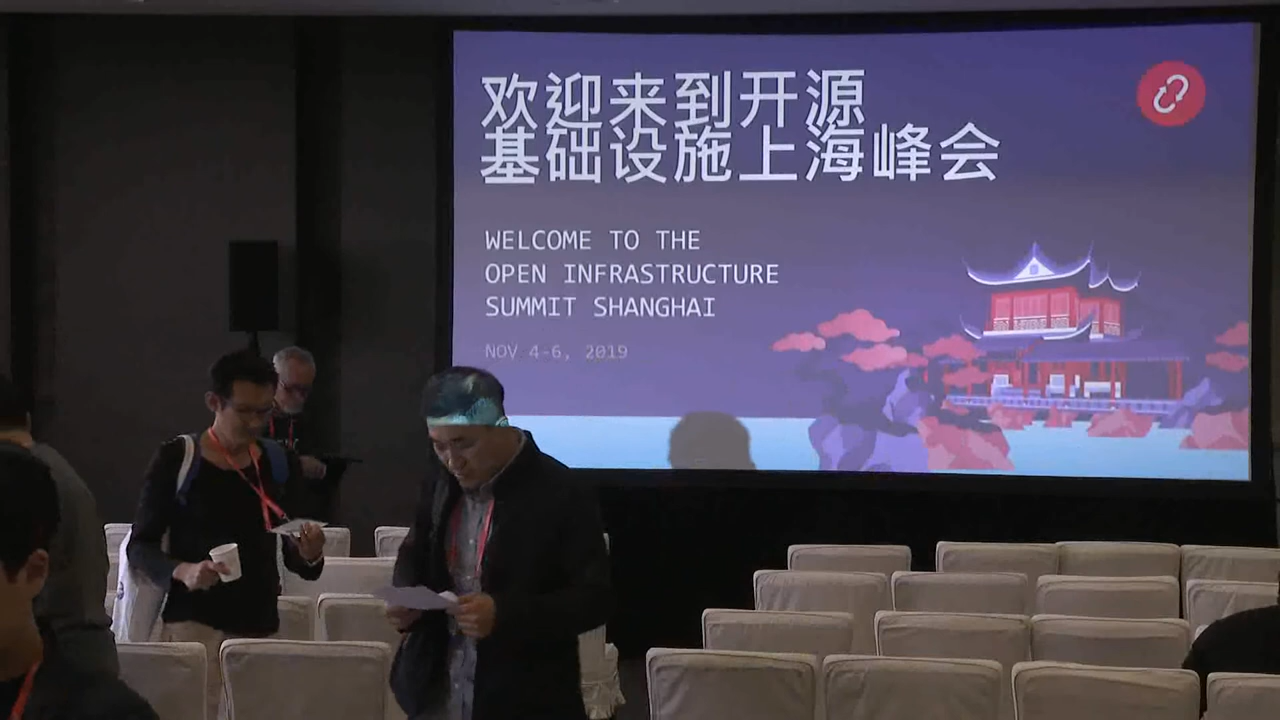 欢迎来到开源
基础设施上海峰会
WELCOME TO THE
OPEN INFRASTRUCTURE
SUMMIT SHANGHAI
NOV 4-6, 2019